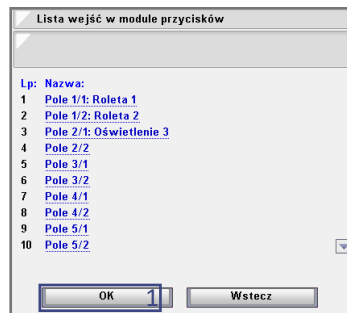 Lista wejść w module przycisków
Lp: Nazwa:
1 Pole 1/1: Roleta 1
2 Pole 1/2: Roleta 2
3 Pole 2/1: Oświetlenie 3
4 Pole 2/2
5 Pole 3/1
6 Pole 3/2
7 Pole 4/1
8 Pole 4/2
9 Pole 5/1
10 Pole 5/2
OK 1 Wstecz